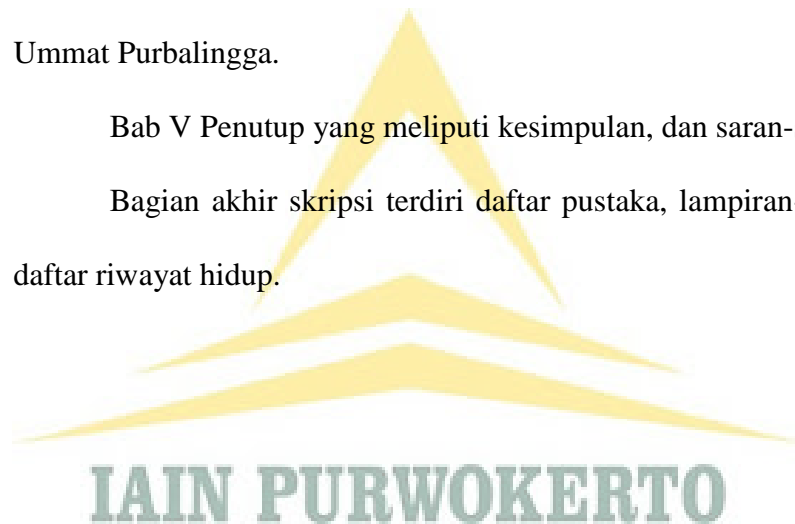 Ummat Purbalingga.
Bab V Penutup yang meliputi kesimpulan, dan saran-
Bagian akhir skripsi terdiri daftar pustaka, lampiran-
daftar riwayat hidup.
IAIN PURWOKERTO